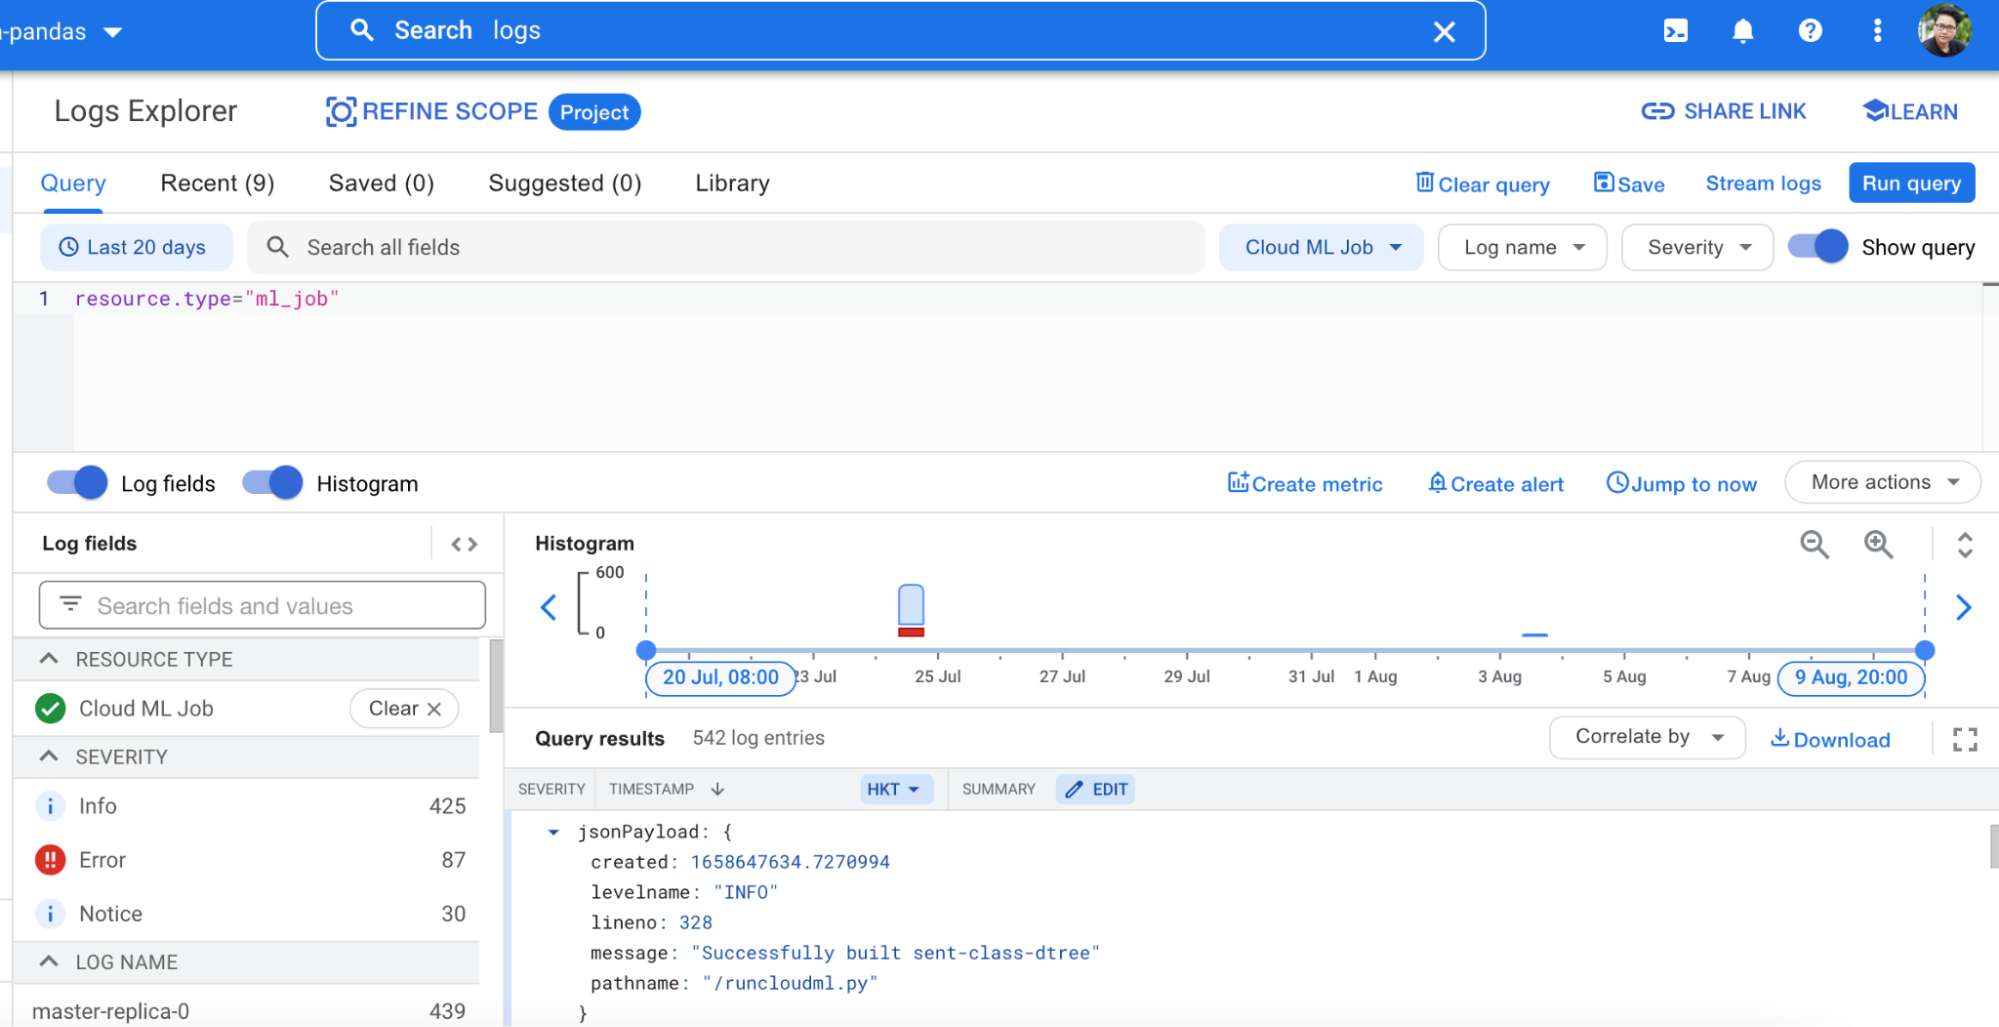 -pandas
Search logs
Logs Explorer
REFINE SCOPE Project
SHARE LINK
LEARN
Query Recent (9) Saved (0) Suggested (0) Library
Clear query Save Stream logs Run query
Last 20 days
Search all fields
Cloud ML Job Log name Severity Show query
1 resource.type="ml_job"
Log fields Histogram
Create metric Create alert Jump to now More actions
Log fields
Search fields and values
RESOURCE TYPE
Cloud ML Job Clear
SEVERITY
Info 425
Error 87
Notice 30
LOG NAME
master-replica-0 439
Histogram
600
0
20 Jul, 08:00 23 Jul 25 Jul 27 Jul 29 Jul 31 Jul 1 Aug 3 Aug 5 Aug 7 Aug 9 Aug, 20:00
Query results 542 log entries
Correlate by Download
SEVERITY TIMESTAMP HKT SUMMARY EDIT
jsonPayload: {
created: 1658647634.7270994
levelname: "INFO"
lineno: 328
message: "Successfully built sent-class-dtree"
pathname: "/runcloudml.py"
}